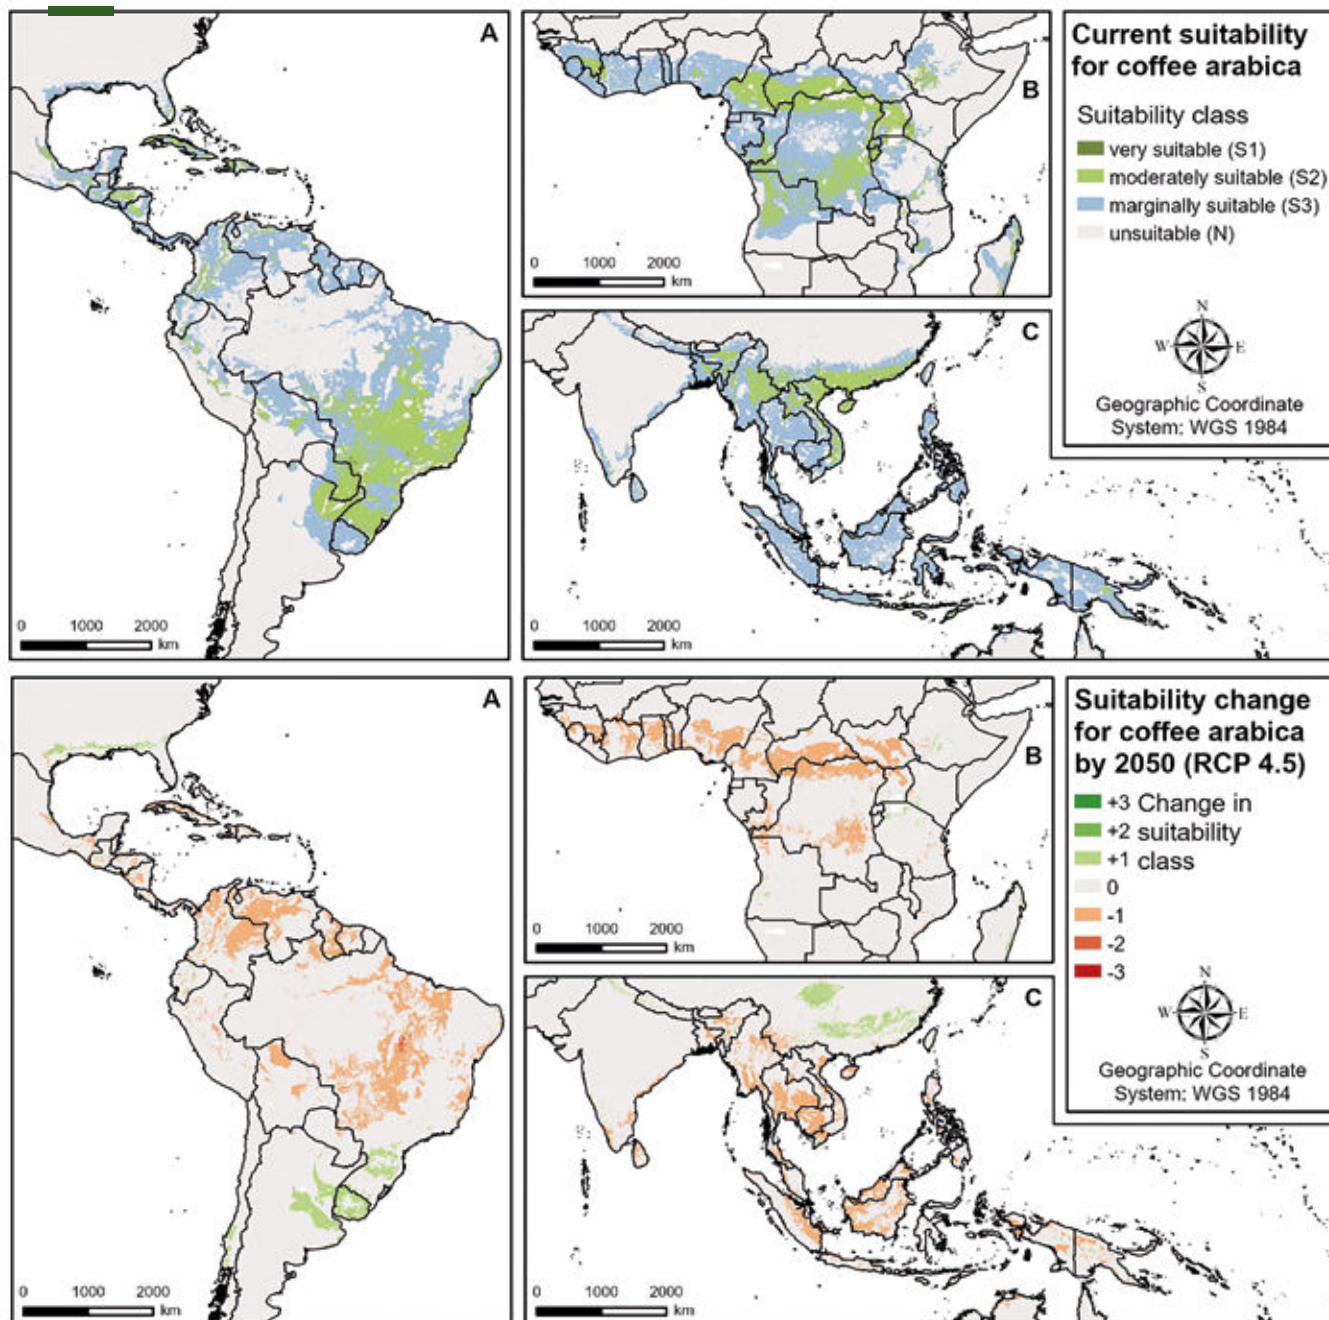 A
B
C
Current suitability
for coffee arabica
Suitability class
very suitable (S1)
moderately suitable (S2)
marginally suitable (S3)
unsuitable (N)
N
W E
S
Geographic Coordinate
System: WGS 1984
0 1000 2000
km
0 1000 2000
km
0 1000 2000
km
A
B
C
Suitability change
for coffee arabica
by 2050 (RCP 4.5)
+3 Change in
+2 suitability
+1 class
0
-1
-2
-3
N
W E
S
Geographic Coordinate
System: WGS 1984
0 1000 2000
km
0 1000 2000
km
0 1000 2000
km